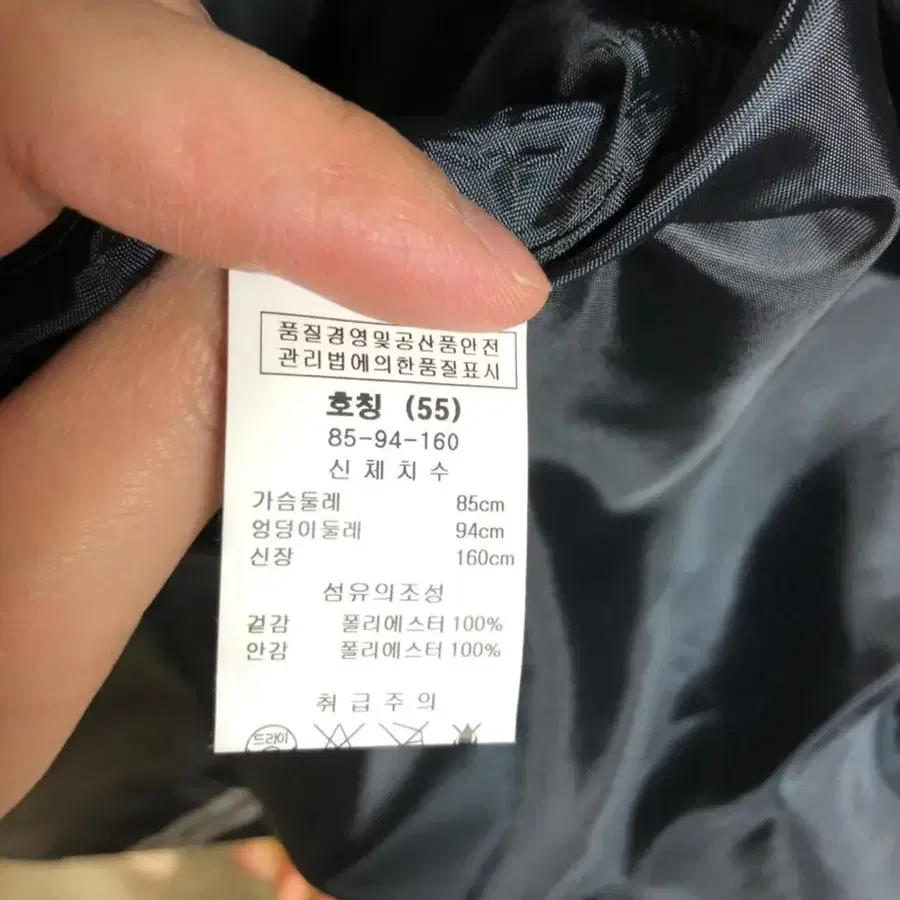 품질경영및공산품안전
관리법에의한품질표시
호칭 (55)
85-94-160
신체치수
가슴둘레 85cm
엉덩이둘레 94cm
신장 160cm
섬유의조성
겉감 폴리에스터 100%
안감 폴리에스터 100%
취급주의
드라이